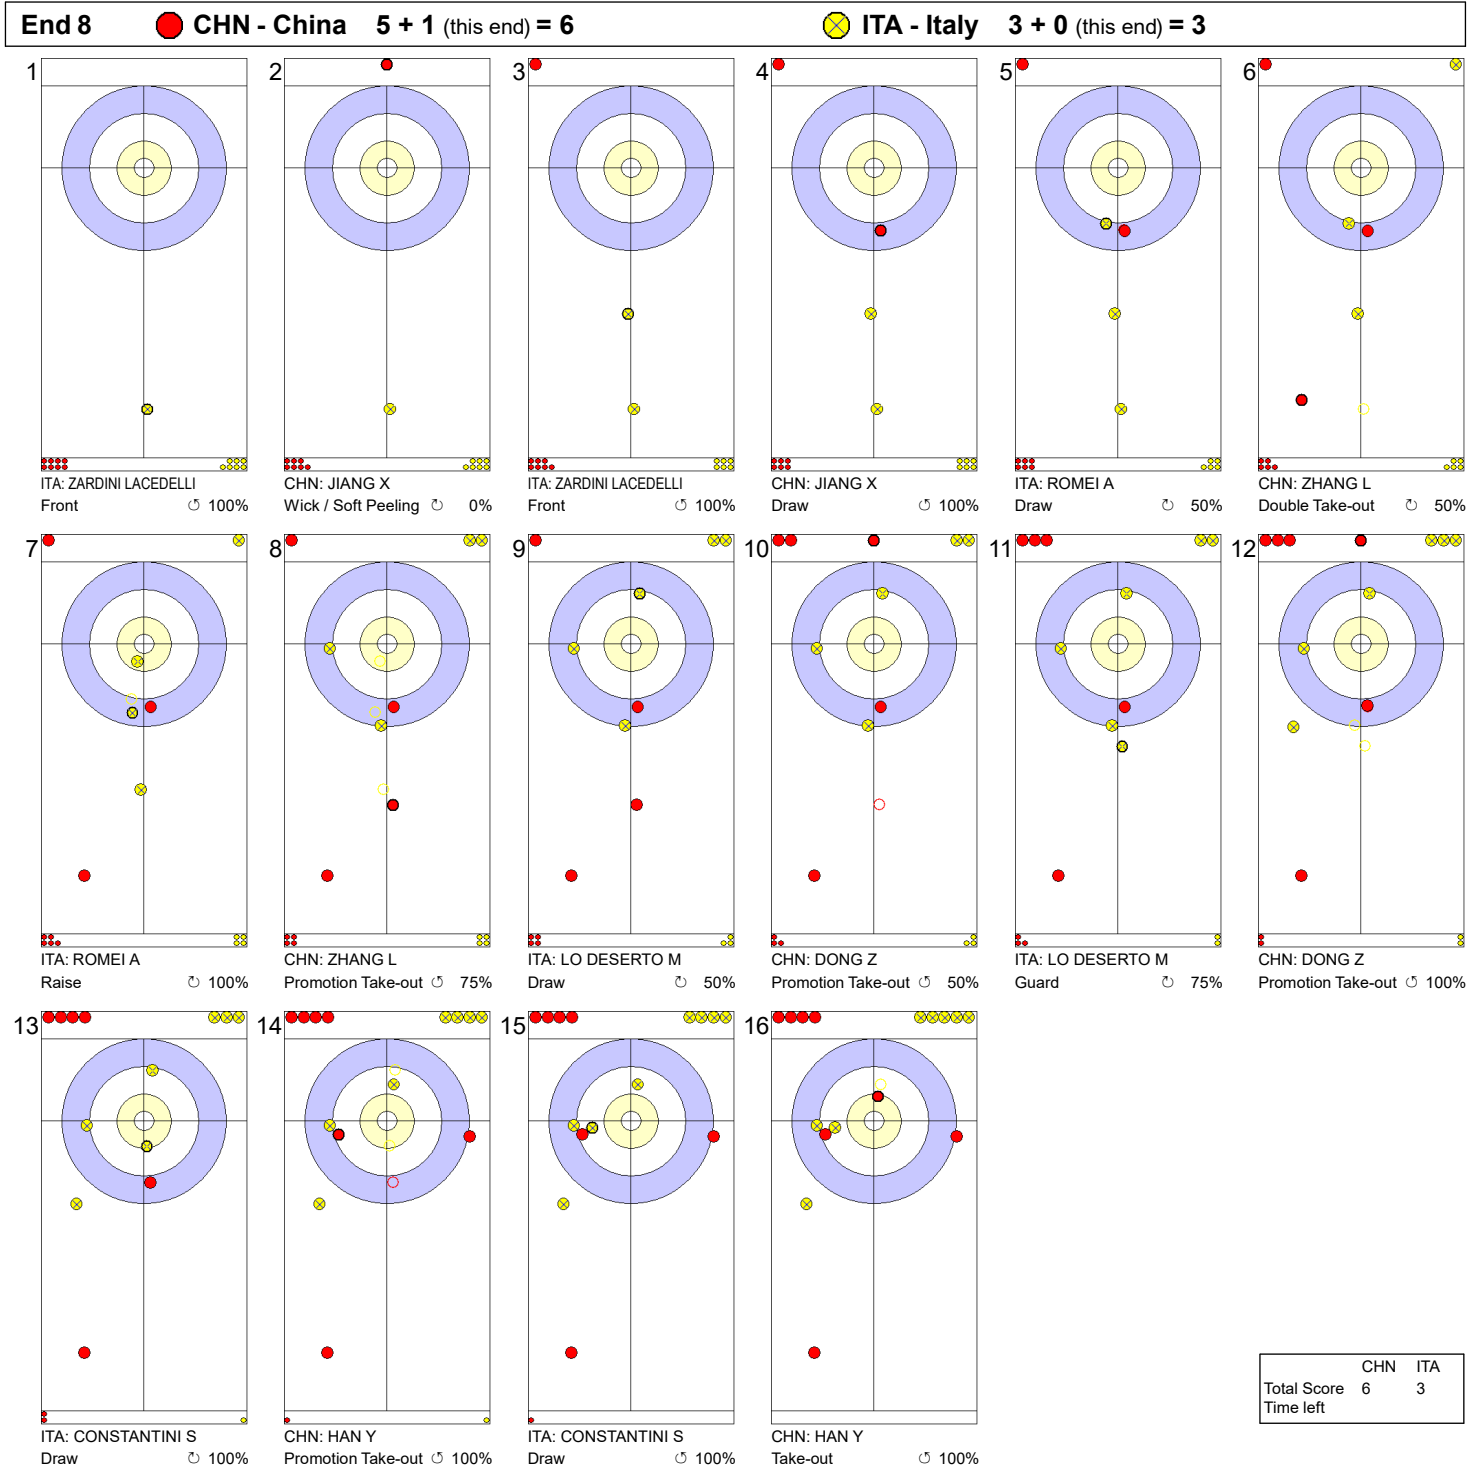 End 8 CHN - China 5 + 1 (this end) = 6 ITA - Italy 3 + 0 (this end) = 3
1 2 3 4 5 6
ITA: ZARDINI LACEDELLI CHN: JIANG X ITA: ZARDINI LACEDELLI CHN: JIANG X ITA: ROMEI A CHN: ZHANG L
Front ↺ 100% Wick / Soft Peeling ↻ 0% Front ↺ 100% Draw ↺ 100% Draw ↻ 50% Double Take-out ↻ 50%
7 8 9 10 11 12
ITA: ROMEI A CHN: ZHANG L ITA: LO DESERTO M CHN: DONG Z ITA: LO DESERTO M CHN: DONG Z
Raise ↻ 100% Promotion Take-out ↺ 75% Draw ↻ 50% Promotion Take-out ↺ 50% Guard ↻ 75% Promotion Take-out ↻ 100%
13 14 15 16
ITA: CONSTANTINI S CHN: HAN Y ITA: CONSTANTINI S CHN: HAN Y
Draw ↻ 100% Promotion Take-out ↺ 100% Draw ↺ 100% Take-out ↺ 100%
CHN ITA
Total Score 6 3
Time left